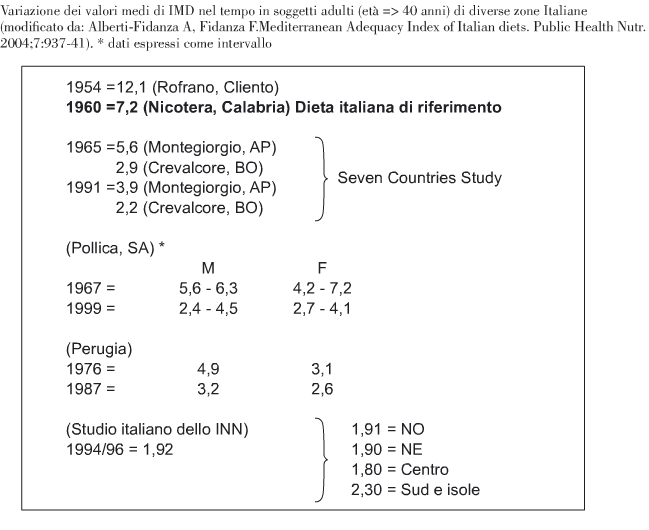 Variazione dei valori medi di IMD nel tempo in soggetti adulti (età => 40 anni) di diverse zone Italiane
(modificato da: Alberti-Fidanza A, Fidanza F.Mediterranean Adequacy Index of Italian diets. Public Health Nutr.
2004;7:937-41). * dati espressi come intervallo
1954 =12,1 (Rofrano, Cliento)
1960 =7,2 (Nicotera, Calabria) Dieta italiana di riferimento
1965 =5,6 (Montegiorgio, AP)
2,9 (Crevalcore, BO)
1991 =3,9 (Montegiorgio, AP)
2,2 (Crevalcore, BO)
Seven Countries Study
(Pollica, SA) *
M F
1967 = 5,6 - 6,3 4,2 - 7,2
1999 = 2,4 - 4,5 2,7 - 4,1
(Perugia)
1976 = 4,9 3,1
1987 = 3,2 2,6
(Studio italiano dello INN)
1994/96 = 1,92
1,91 = NO
1,90 = NE
1,80 = Centro
2,30 = Sud e isole